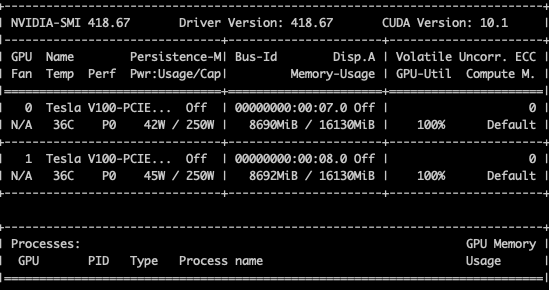 NVIDIA-SMI 418.67 Driver Version: 418.67 CUDA Version: 10.1
GPU Name Persistence-M| Bus-Id Disp.A | Volatile Uncorr. ECC
Fan Temp Perf Pwr:Usage/Cap| Memory-Usage | GPU-Util Compute M.
0 Tesla V100-PCIE... Off | 00000000:00:07.0 Off | 0
N/A 36C P0 42W / 250W | 8690MiB / 16130MiB | 100% Default
1 Tesla V100-PCIE... Off | 00000000:00:08.0 Off | 0
N/A 36C P0 45W / 250W | 8692MiB / 16130MiB | 100% Default
Processes: GPU Memory
GPU PID Type Process name Usage